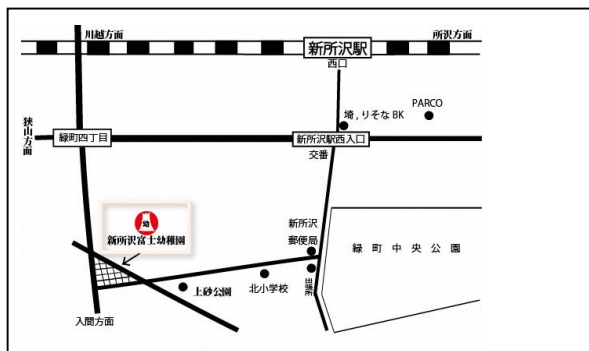 川越方面
新所沢駅
所沢方面
西口
PARCO
埼,りそなBK
狭山方面
緑町四丁目
新所沢駅西入口
交番
幼
新所沢富士幼稚園
新所沢
郵便局
緑町中央公園
出張所
上砂公園
北小学校
入間方面